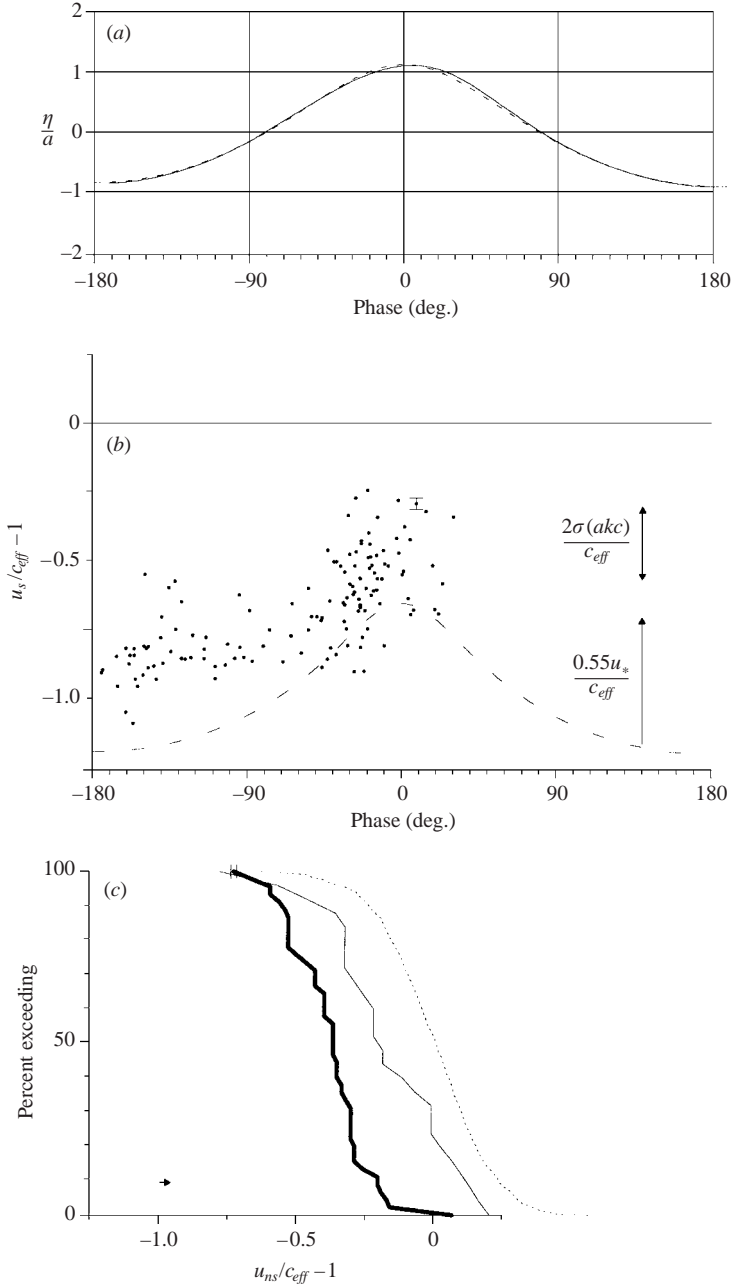 2
(a)
1
η/a
0
−1
−2
−180
−90
0
90
180
Phase (deg.)
0
(b)
u_s/c_eff −1
−0.5
−1.0
2σ(akc)
c_eff
0.55u_*
c_eff
−180
−90
0
90
180
Phase (deg.)
100
(c)
Percent exceeding
50
0
−1.0
−0.5
0
u_ns/c_eff −1